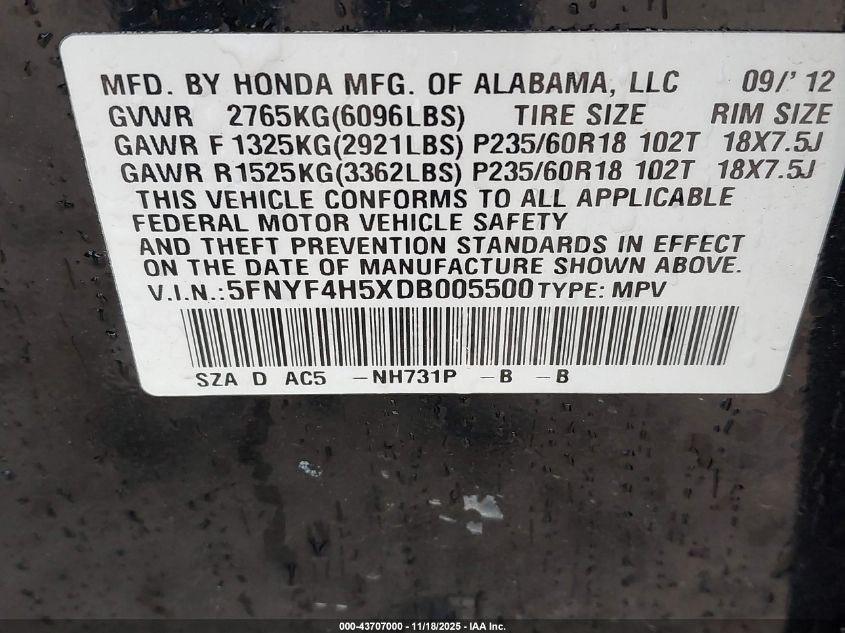 MFD. BY HONDA MFG. OF ALABAMA, LLC 09/'12
GVWR 2765KG(6096LBS) TIRE SIZE RIM SIZE
GAWR F 1325KG(2921LBS) P235/60R18 102T 18X7.5J
GAWR R 1525KG(3362LBS) P235/60R18 102T 18X7.5J
THIS VEHICLE CONFORMS TO ALL APPLICABLE
FEDERAL MOTOR VEHICLE SAFETY
AND THEFT PREVENTION STANDARDS IN EFFECT
ON THE DATE OF MANUFACTURE SHOWN ABOVE.
V.I.N.:5FNYF4H5XDB005500 TYPE: MPV
SZA D AC5 -NH731P -B -B
000-43707000 - 11/18/2025 - IAA Inc.